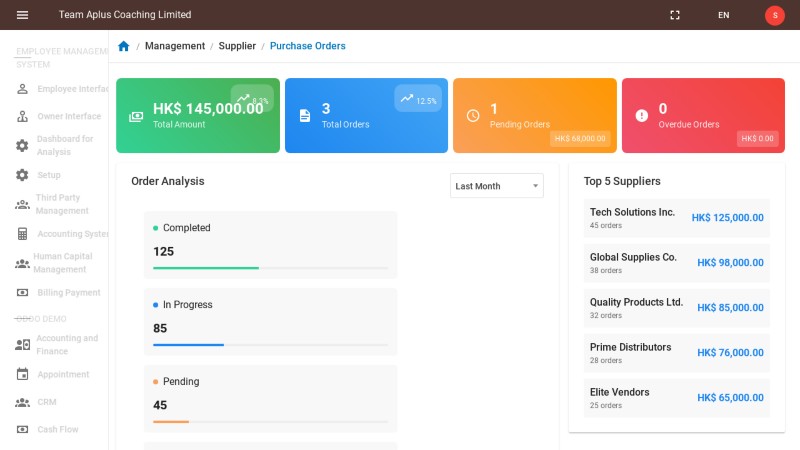 Team Aplus Coaching Limited
EN
S
EMPLOYEE MANAGEM
SYSTEM
Employee Interfac
Owner Interface
Dashboard for
Analysis
Setup
Third Party
Management
Accounting System
Human Capital
Management
Billing Payment
DEMO
Accounting and
Finance
Appointment
CRM
Cash Flow
/ Management / Supplier / Purchase Orders
HK$ 145,000.00
8.3%
Total Amount
3
12.5%
Total Orders
1
Pending Orders
HK$ 68,000.00
0
Overdue Orders
HK$ 0.00
Order Analysis
Last Month
Completed
125
In Progress
85
Pending
45
Top 5 Suppliers
Tech Solutions Inc.
45 orders
HK$ 125,000.00
Global Supplies Co.
38 orders
HK$ 98,000.00
Quality Products Ltd.
32 orders
HK$ 85,000.00
Prime Distributors
28 orders
HK$ 76,000.00
Elite Vendors
25 orders
HK$ 65,000.00